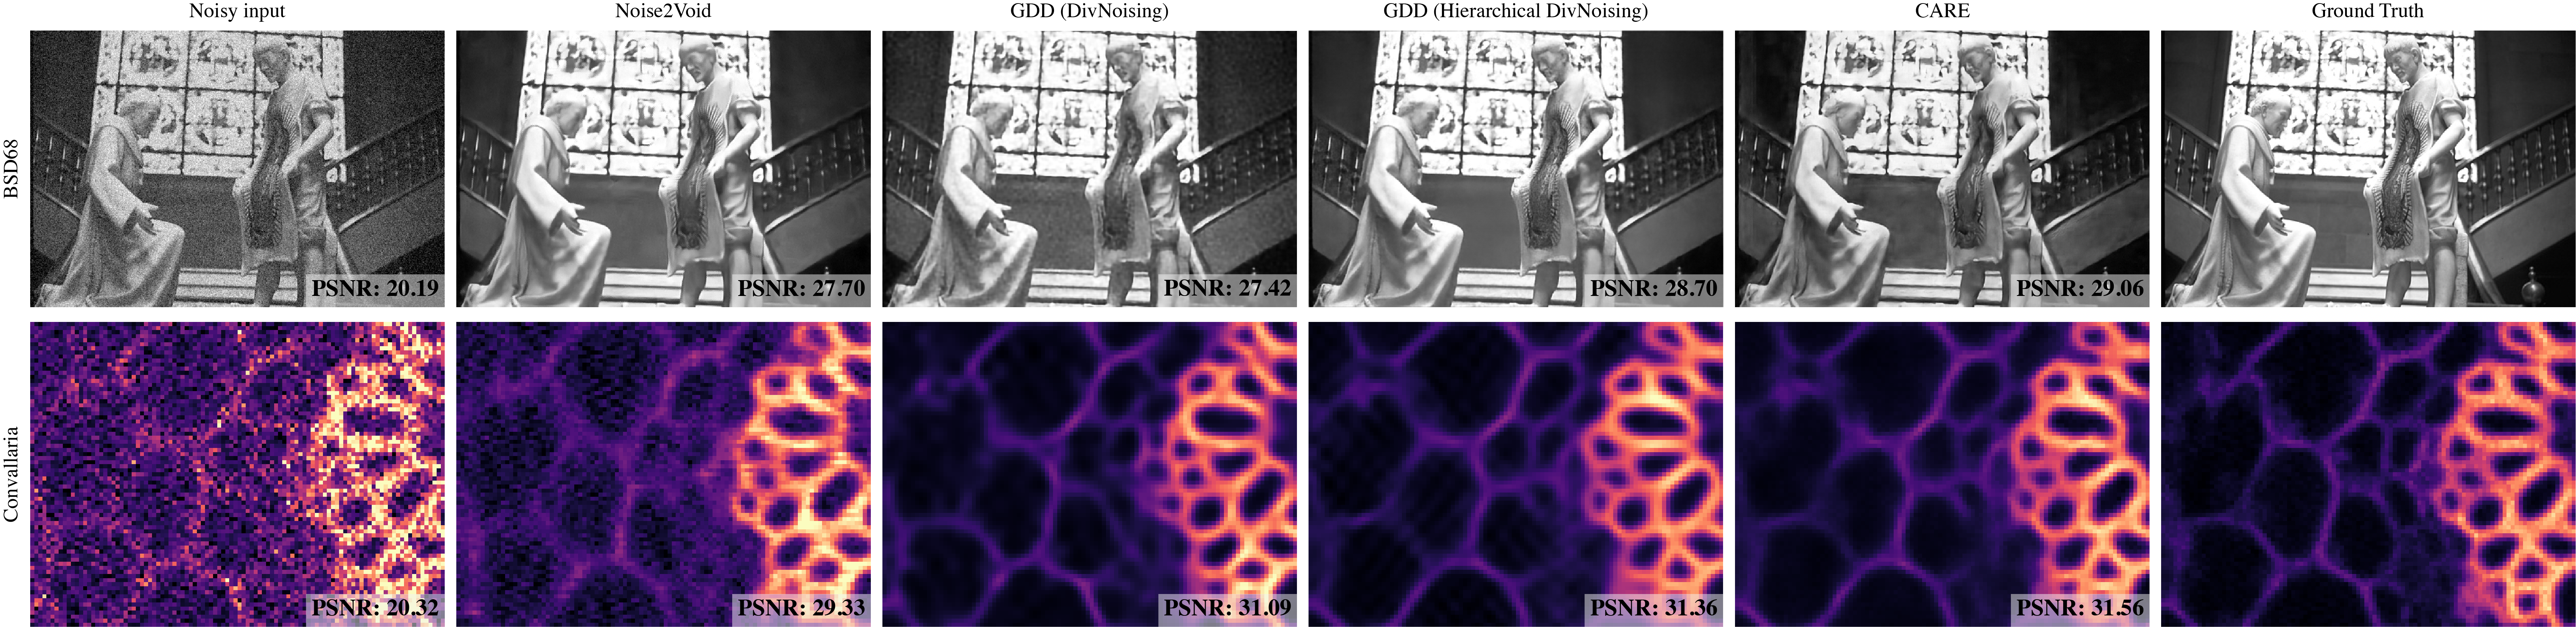 Noisy input
Noise2Void
GDD (DivNoising)
GDD (Hierarchical DivNoising)
CARE
Ground Truth
BSD68
PSNR: 20.19
PSNR: 27.70
PSNR: 27.42
PSNR: 28.70
PSNR: 29.06
Convallaria
PSNR: 20.32
PSNR: 29.33
PSNR: 31.09
PSNR: 31.36
PSNR: 31.56